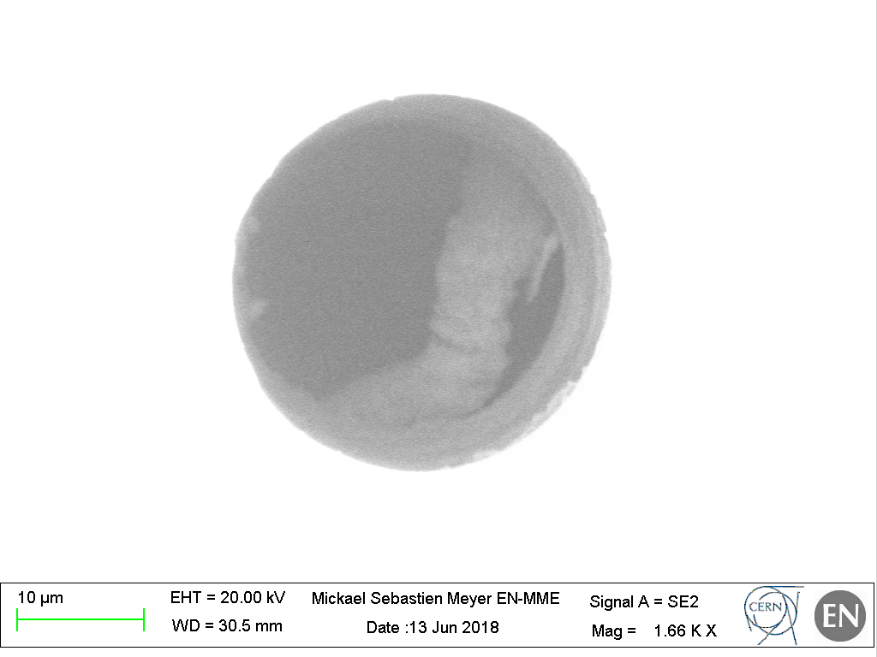 10 µm
EHT = 20.00 kV
WD = 30.5 mm
Mickael Sebastien Meyer EN-MME
Date :13 Jun 2018
Signal A = SE2
Mag = 1.66 K X
CERN
EN